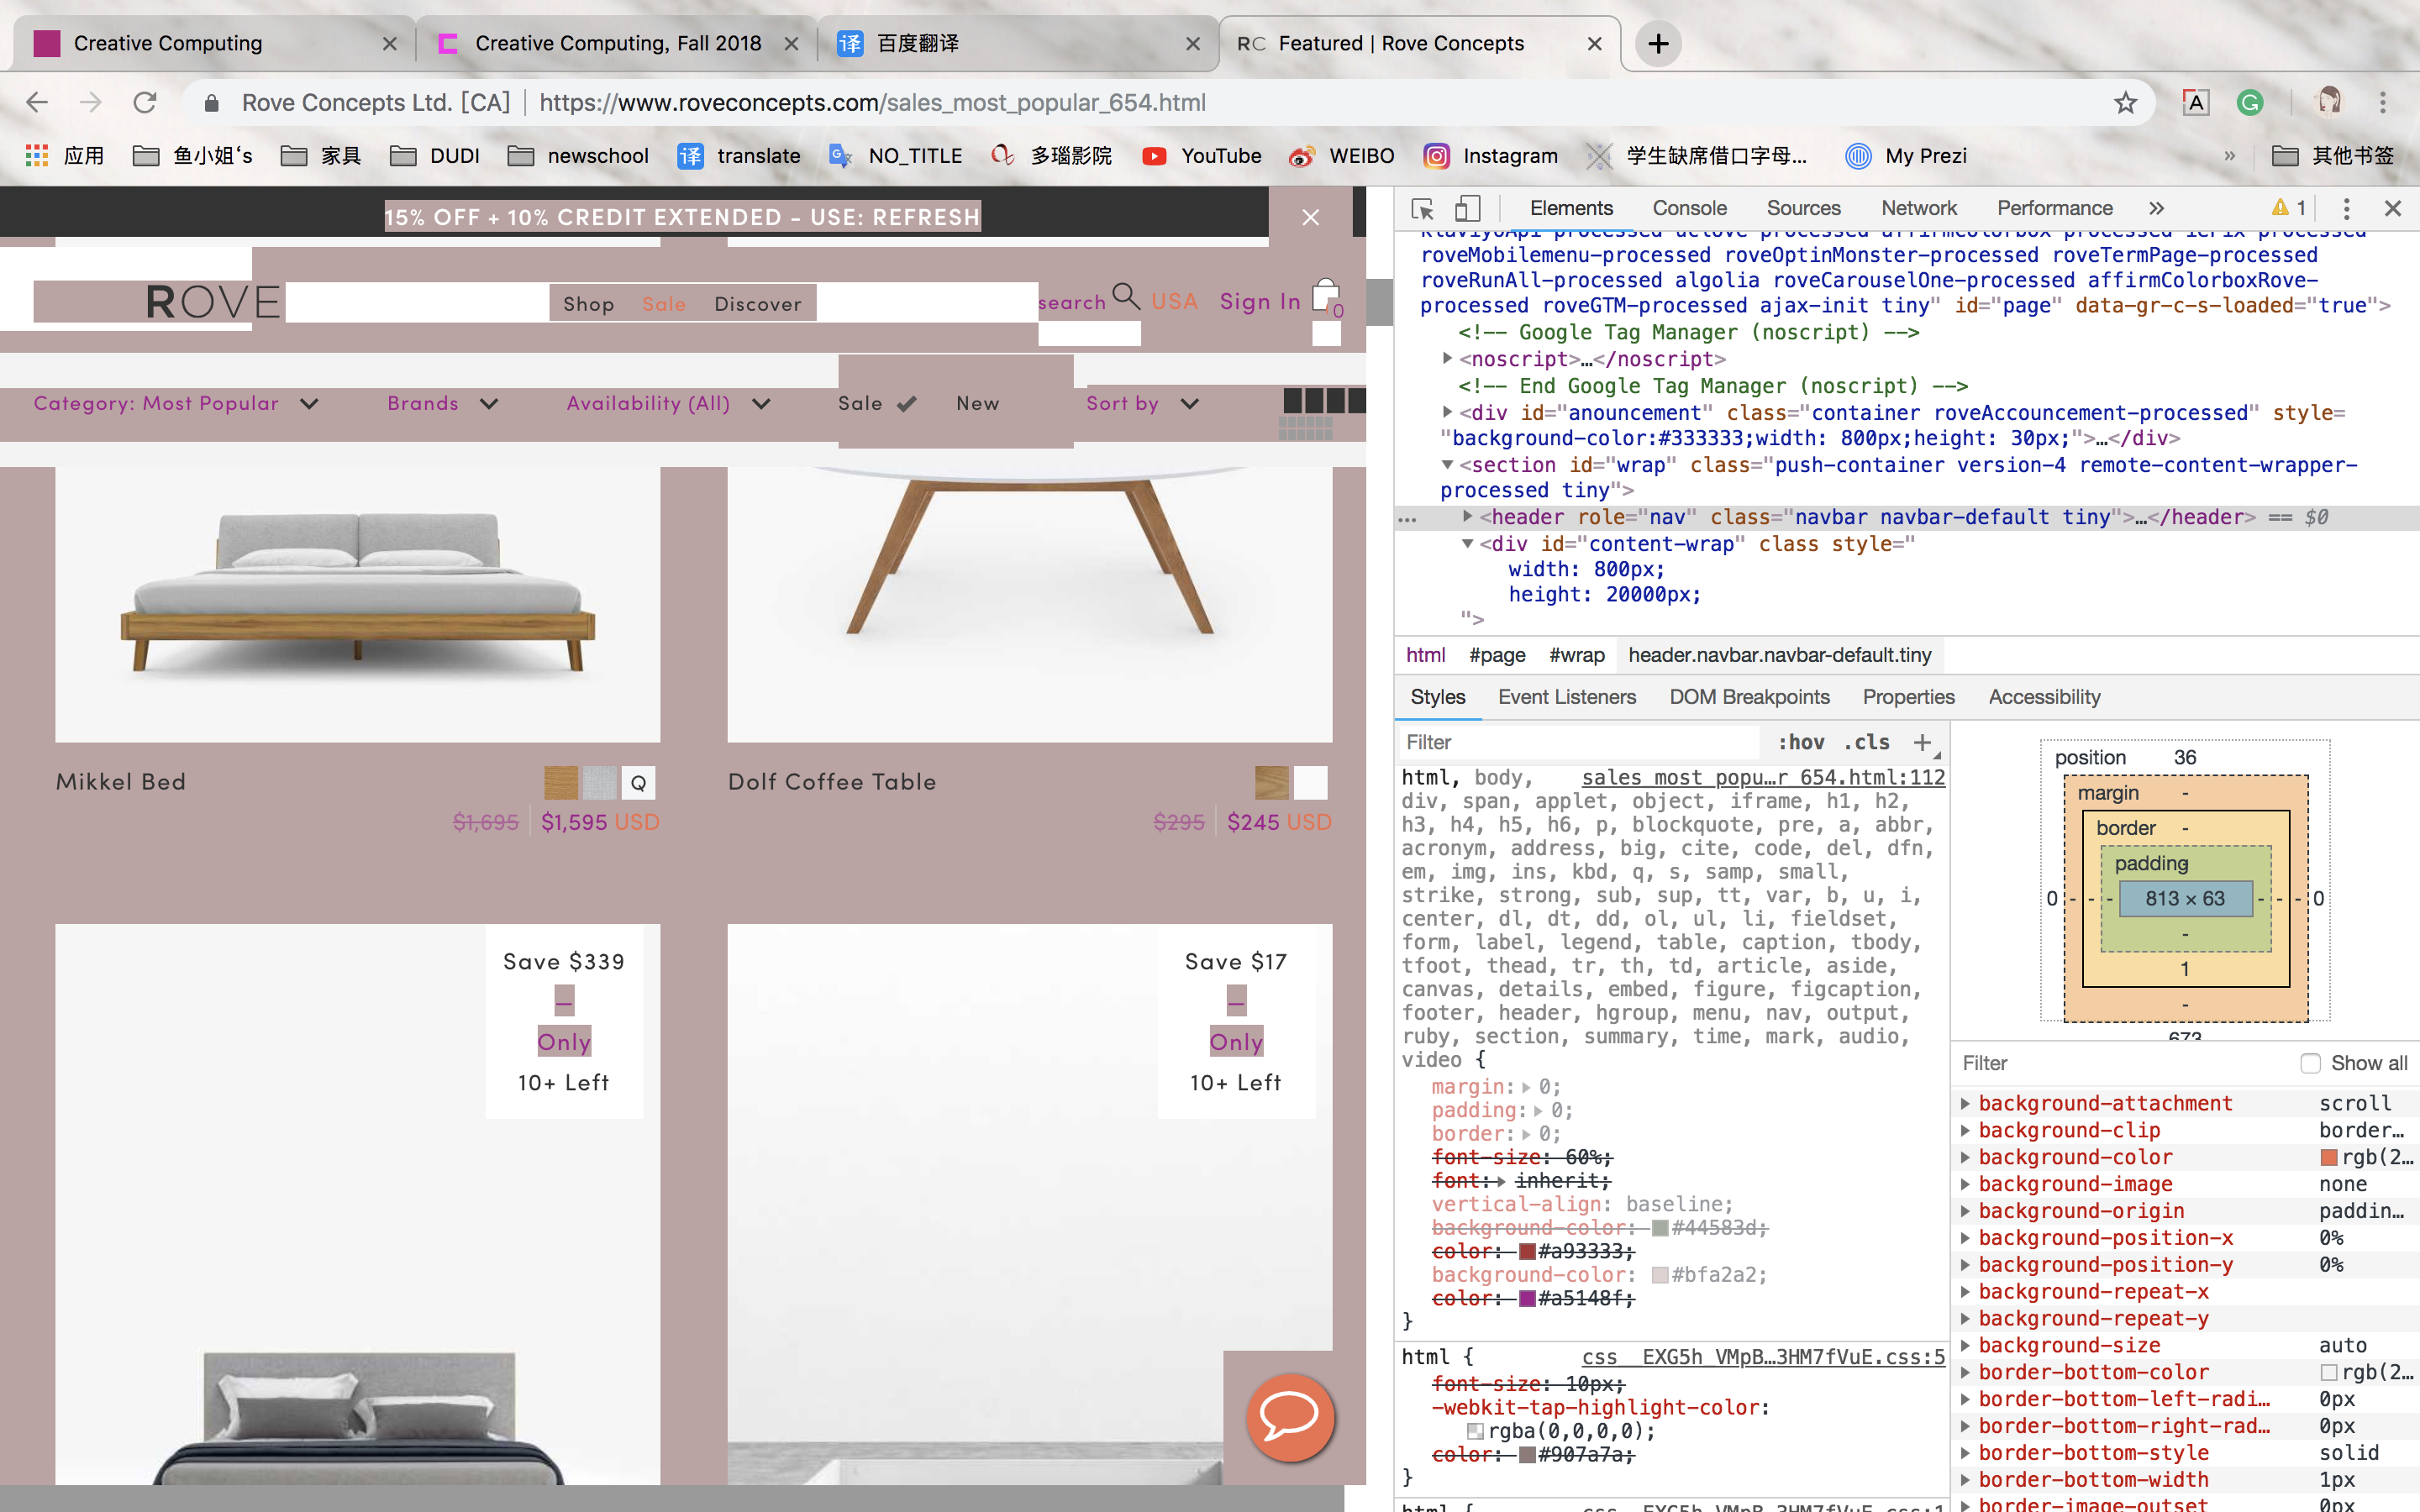 Creative Computing
Creative Computing, Fall 2018
译 百度翻译
RC Featured | Rove Concepts
Rove Concepts Ltd. [CA] | https://www.roveconcepts.com/sales_most_popular_654.html
应用 鱼小姐‘s 家具 DUDI newschool 译 translate NO_TITLE 多瑙影院 YouTube WEIBO Instagram 学生缺席借口字母... My Prezi » 其他书签
15% OFF + 10% CREDIT EXTENDED - USE: REFRESH
ROVE Shop Sale Discover search USA Sign In 0
Category: Most Popular Brands Availability (All) Sale New Sort by
Mikkel Bed Q
$1,695 $1,595 USD
Dolf Coffee Table
$295 $245 USD
Save $339
–
Only
10+ Left
Save $17
–
Only
10+ Left
Elements Console Sources Network Performance » 1
roveMobilemenu-processed roveOptinMonster-processed roveTermPage-processed
roveRunAll-processed algolia roveCarouselOne-processed affirmColorboxRove-
processed roveGTM-processed ajax-init tiny" id="page" data-gr-c-s-loaded="true">
<!-- Google Tag Manager (noscript) -->
<noscript>…</noscript>
<!-- End Google Tag Manager (noscript) -->
<div id="anouncement" class="container roveAccouncement-processed" style=
"background-color:#333333;width: 800px;height: 30px;">…</div>
<section id="wrap" class="push-container version-4 remote-content-wrapper-
processed tiny">
… <header role="nav" class="navbar navbar-default tiny">…</header> == $0
<div id="content-wrap" class style="
width: 800px;
height: 20000px;
">
html #page #wrap header.navbar.navbar-default.tiny
Styles Event Listeners DOM Breakpoints Properties Accessibility
Filter :hov .cls +
html, body, sales_most_popu…r_654.html:112
div, span, applet, object, iframe, h1, h2,
h3, h4, h5, h6, p, blockquote, pre, a, abbr,
acronym, address, big, cite, code, del, dfn,
em, img, ins, kbd, q, s, samp, small,
strike, strong, sub, sup, tt, var, b, u, i,
center, dl, dt, dd, ol, ul, li, fieldset,
form, label, legend, table, caption, tbody,
tfoot, thead, tr, th, td, article, aside,
canvas, details, embed, figure, figcaption,
footer, header, hgroup, menu, nav, output,
ruby, section, summary, time, mark, audio,
video {
margin: 0;
padding: 0;
border: 0;
font-size: 60%;
font: inherit;
vertical-align: baseline;
background-color: #44583d;
color: #a93333;
background-color: #bfa2a2;
color: #a5148f;
}
html { css__EXG5h_VMpB…3HM7fVuE.css:5
font-size: 10px;
-webkit-tap-highlight-color:
rgba(0,0,0,0);
color: #907a7a;
}
html { css__EXG5h_VMpB…3HM7fVuE.css:1
position 36
margin -
border -
padding
0 - - - 813 × 63 - - - 0
-
1
-
673
Filter Show all
background-attachment scroll
background-clip border…
background-color rgb(2…
background-image none
background-origin paddin…
background-position-x 0%
background-position-y 0%
background-repeat-x
background-repeat-y
background-size auto
border-bottom-color rgb(2…
border-bottom-left-radi… 0px
border-bottom-right-rad… 0px
border-bottom-style solid
border-bottom-width 1px
border-image-outset 0px